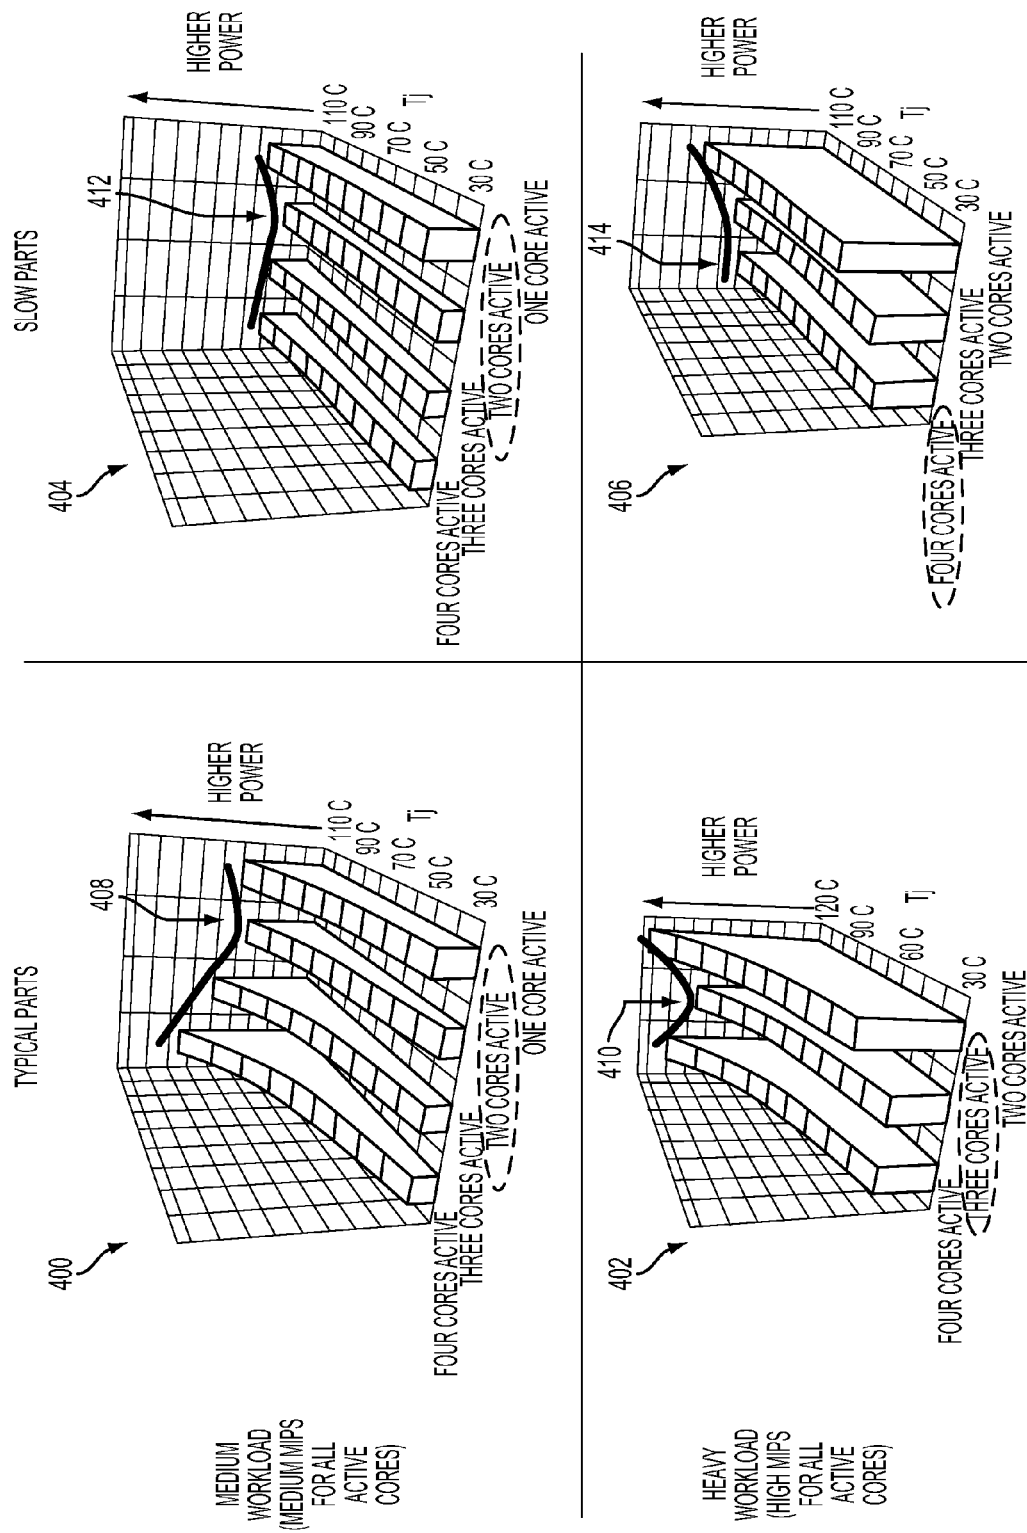 TYPICAL PARTS
SLOW PARTS
MEDIUM
WORKLOAD
(MEDIUM MIPS
FOR ALL
ACTIVE
CORES)
400
408
HIGHER
POWER
110 C
90 C
70 C
50 C
30 C
Tj
FOUR CORES ACTIVE
THREE CORES ACTIVE
TWO CORES ACTIVE
ONE CORE ACTIVE
404
412
HIGHER
POWER
110 C
90 C
70 C
50 C
30 C
Tj
FOUR CORES ACTIVE
THREE CORES ACTIVE
TWO CORES ACTIVE
ONE CORE ACTIVE
HEAVY
WORKLOAD
(HIGH MIPS
FOR ALL
ACTIVE
CORES)
402
410
HIGHER
POWER
120 C
90 C
60 C
30 C
Tj
FOUR CORES ACTIVE
THREE CORES ACTIVE
TWO CORES ACTIVE
406
414
HIGHER
POWER
110 C
90 C
70 C
50 C
30 C
Tj
FOUR CORES ACTIVE
THREE CORES ACTIVE
TWO CORES ACTIVE